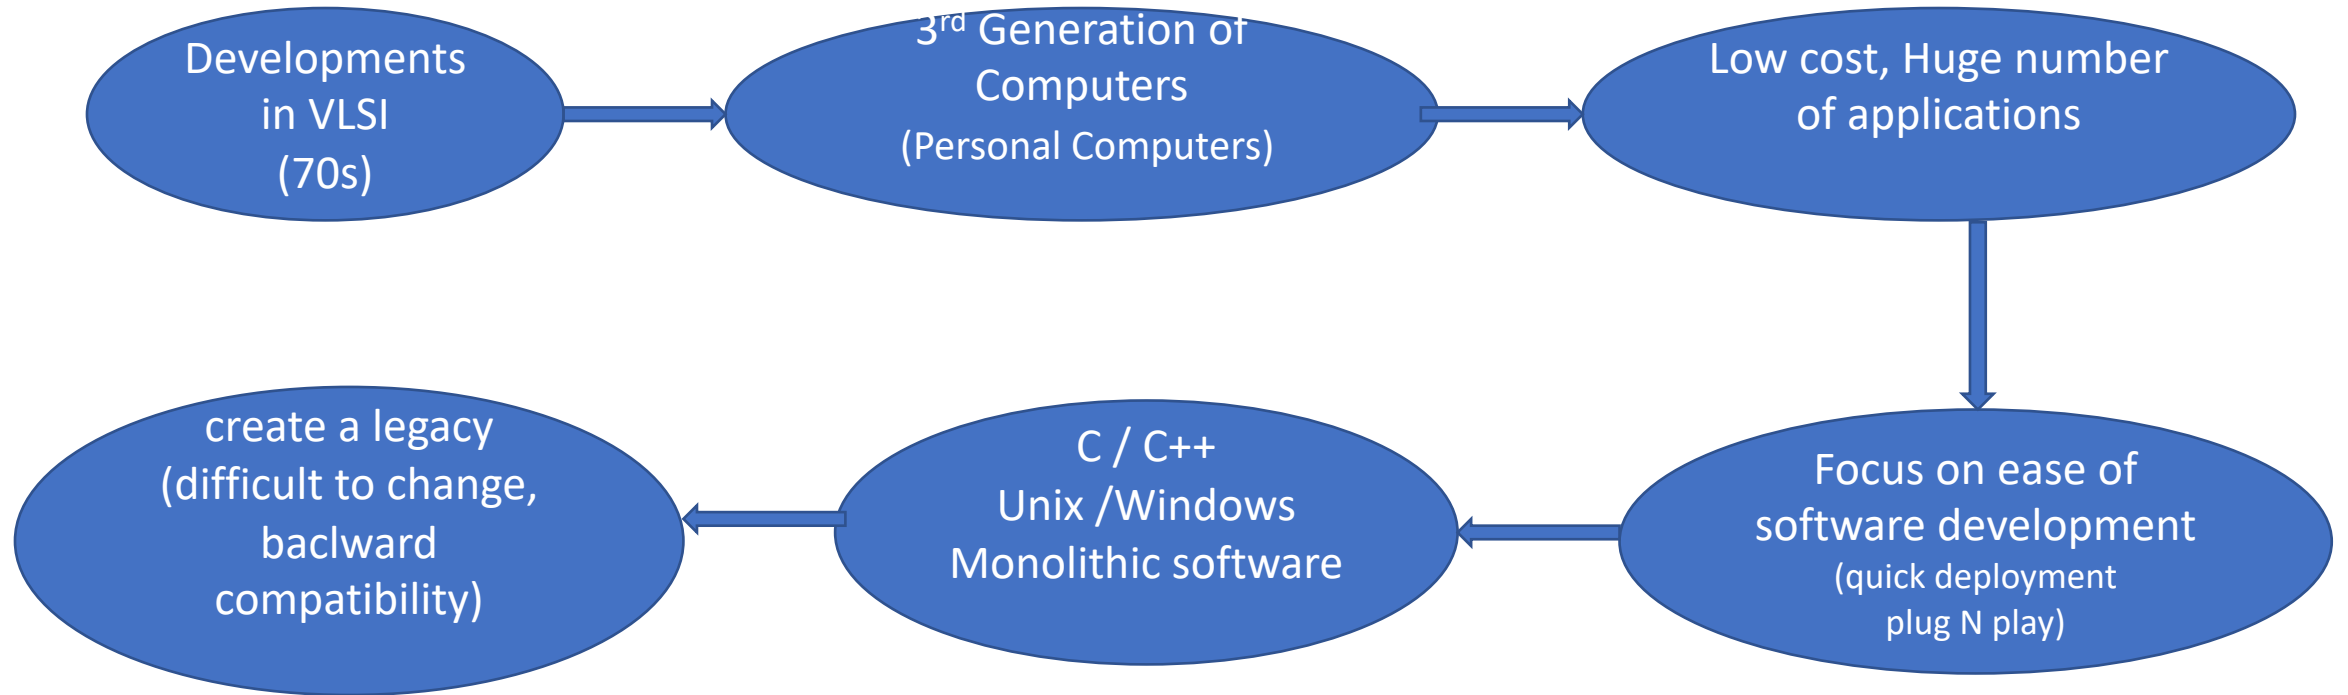 Developments
in VLSI
(70s)
3rd Generation of
Computers
(Personal Computers)
Low cost, Huge number
of applications
Focus on ease of
software development
(quick deployment
plug N play)
C / C++
Unix /Windows
Monolithic software
create a legacy
(difficult to change,
baclward
compatibility)